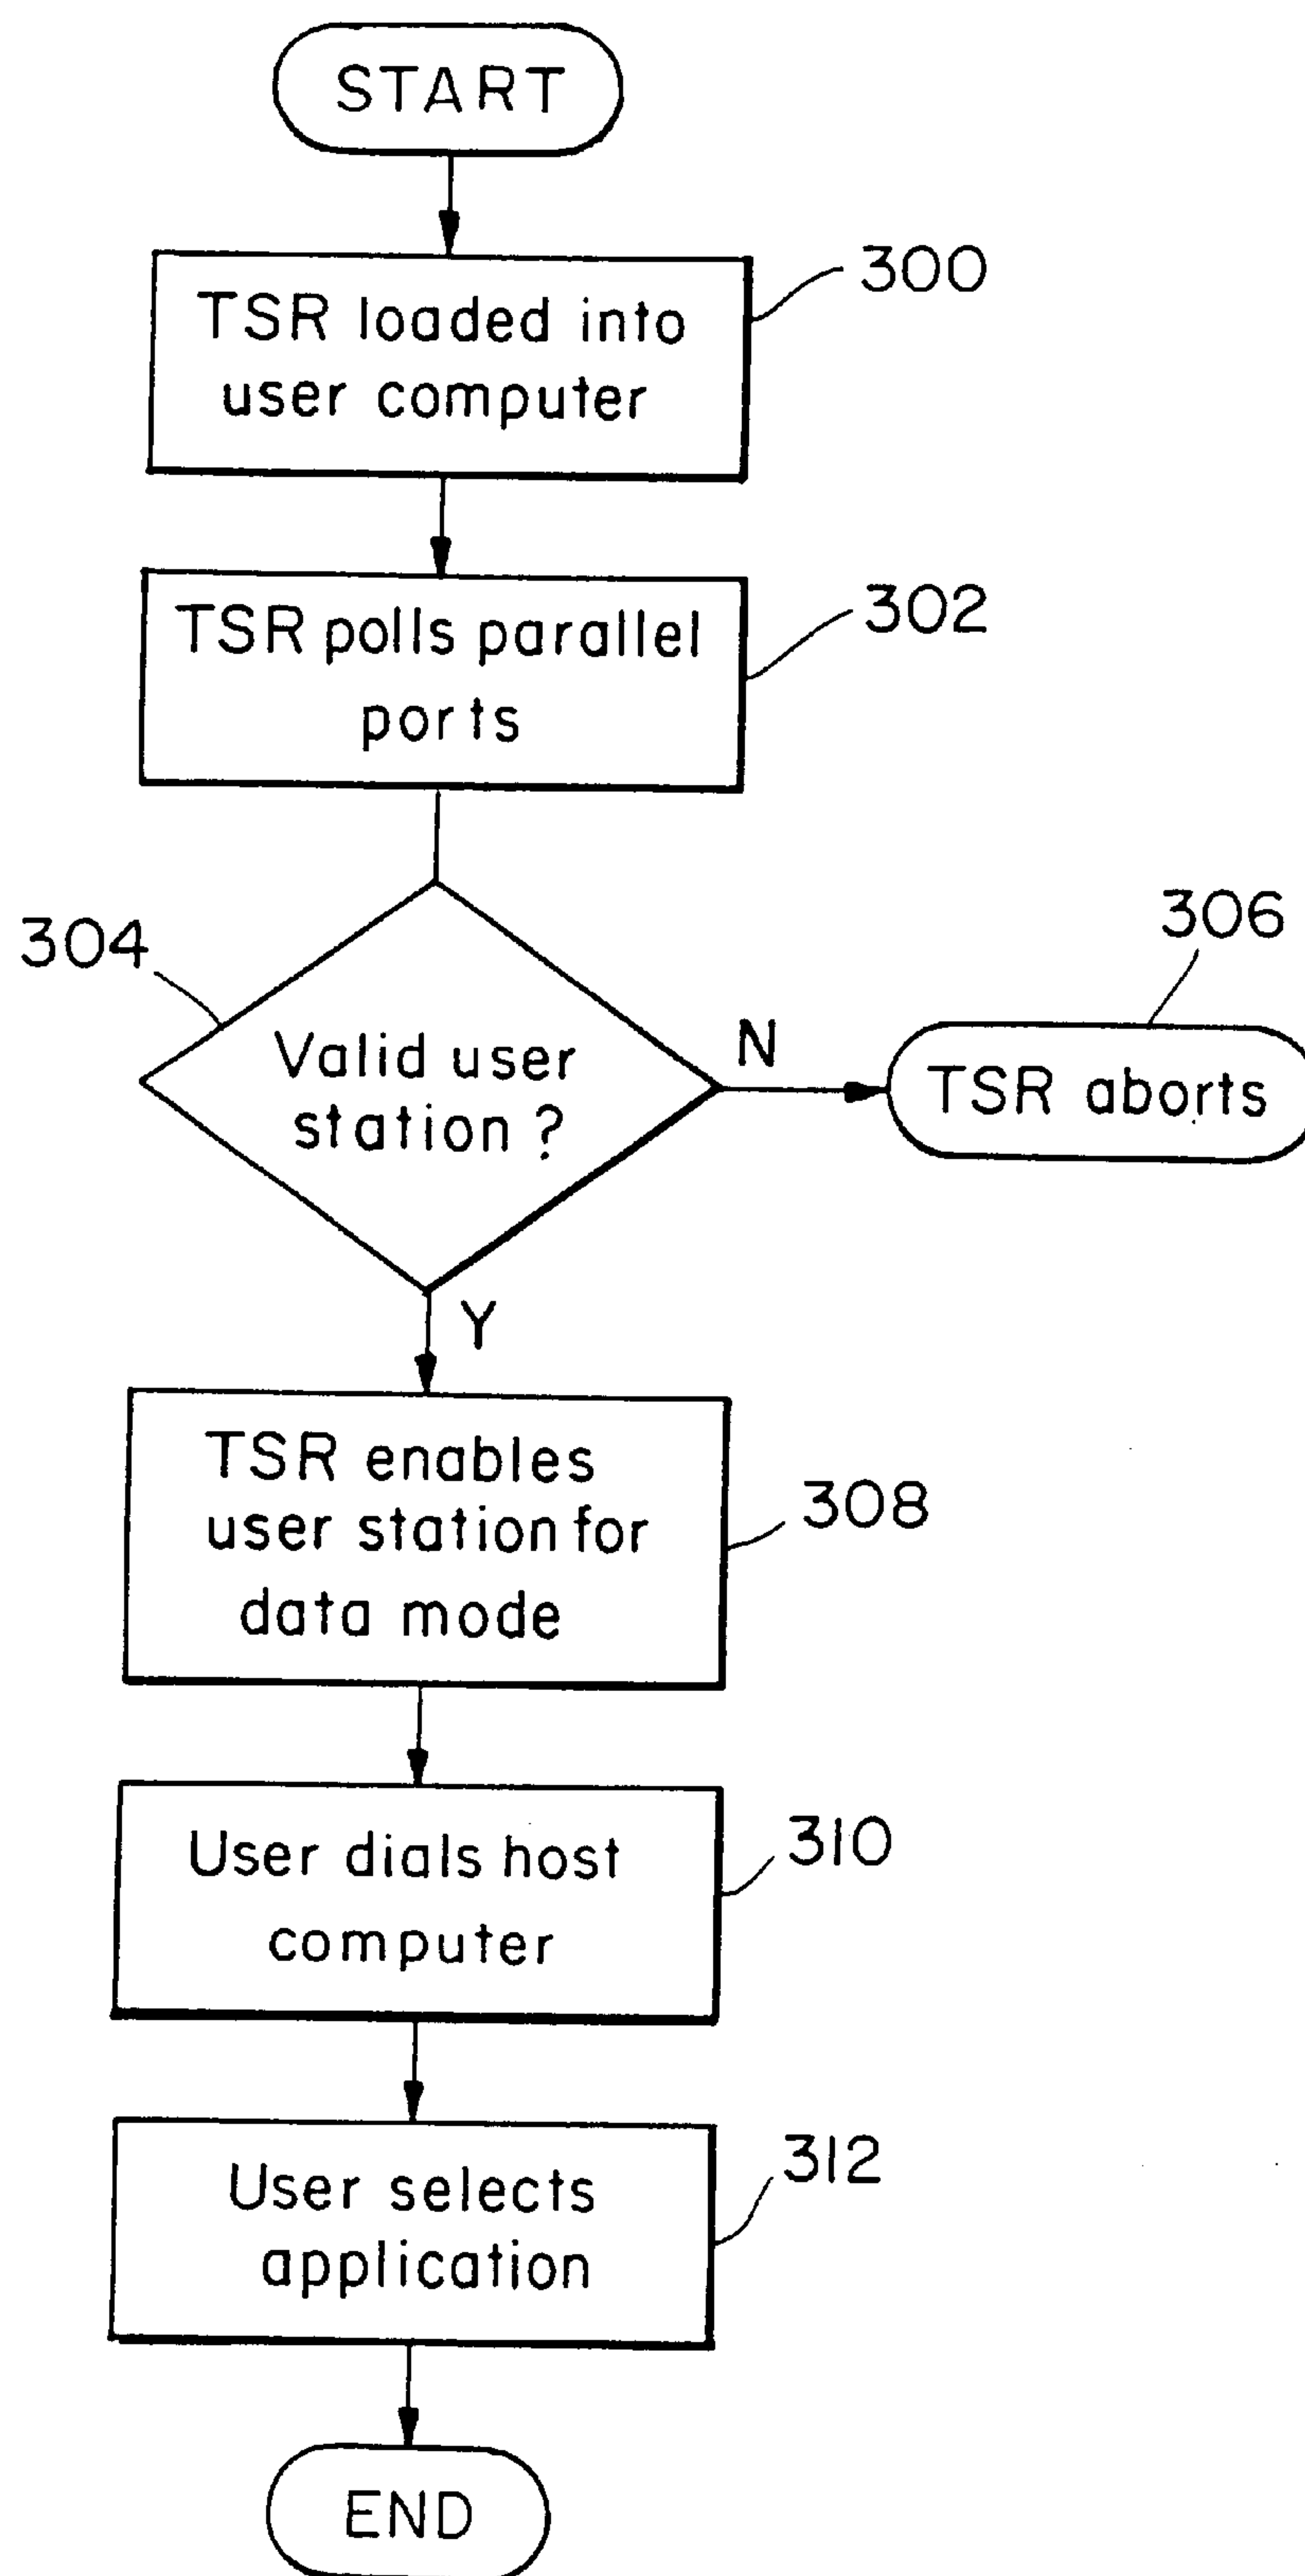 START
300
TSR loaded into
user computer
302
TSR polls parallel
ports
304
306
Valid user
station ?
N
TSR aborts
Y
TSR enables
user station for
data mode
308
User dials host
computer
310
User selects
application
312
END